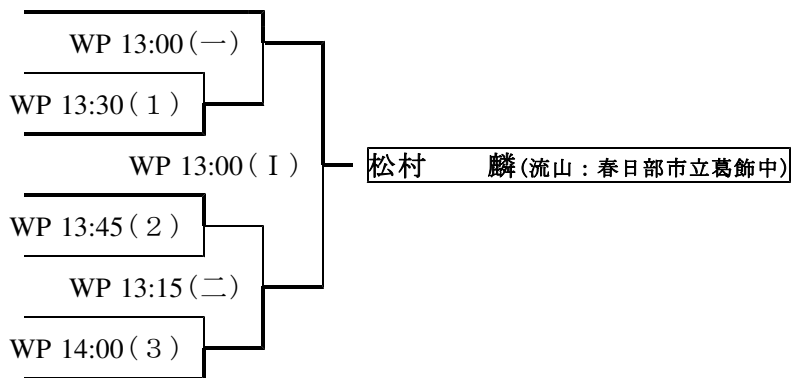 WP 13:00(一)
WP 13:30(１)
WP 13:00(Ⅰ)
松村　　麟(流山：春日部市立葛飾中)
WP 13:45(２)
WP 13:15(二)
WP 14:00(３)